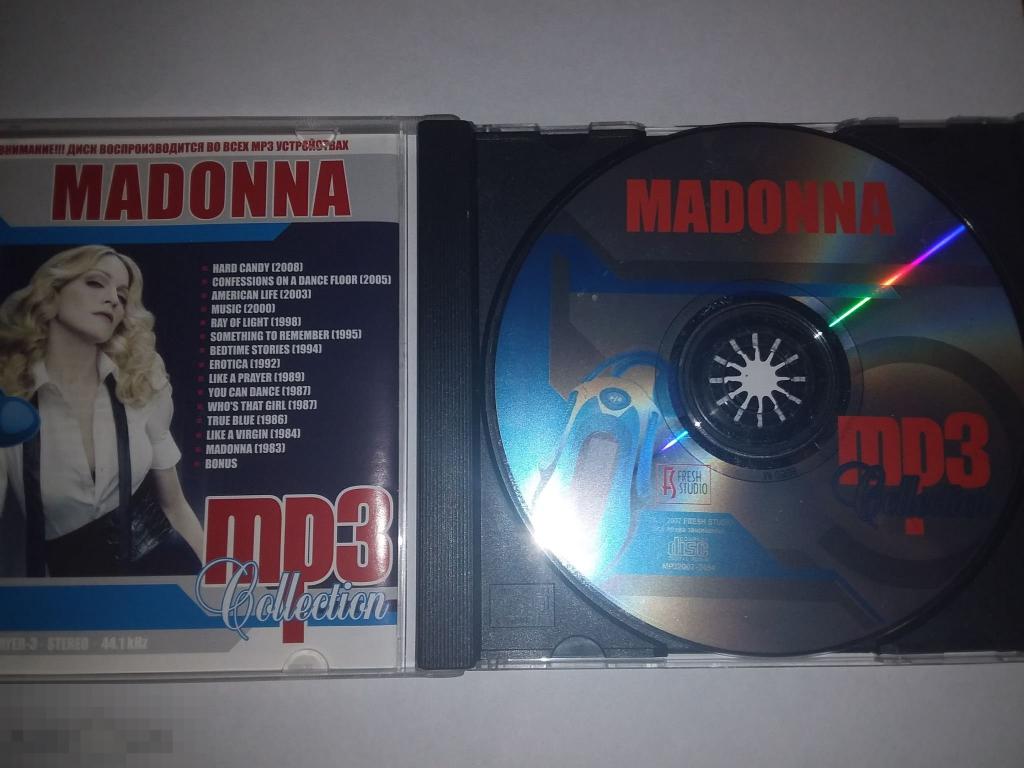 ВНИМАНИЕ!!! ДИСК ВОСПРОИЗВОДИТСЯ ВО ВСЕХ MP3 УСТРОЙСТВАХ
MADONNA
HARD CANDY (2008)
CONFESSIONS ON A DANCE FLOOR (2005)
AMERICAN LIFE (2003)
MUSIC (2000)
RAY OF LIGHT (1998)
SOMETHING TO REMEMBER (1995)
BEDTIME STORIES (1994)
EROTICA (1992)
LIKE A PRAYER (1989)
YOU CAN DANCE (1987)
WHO'S THAT GIRL (1987)
TRUE BLUE (1986)
LIKE A VIRGIN (1984)
MADONNA (1983)
BONUS
mp3
Collection
STEREO · 44.1 kHz
MADONNA
mp3
Collection
FRESH
STUDIO
2007 FRESH STUDIO
disc